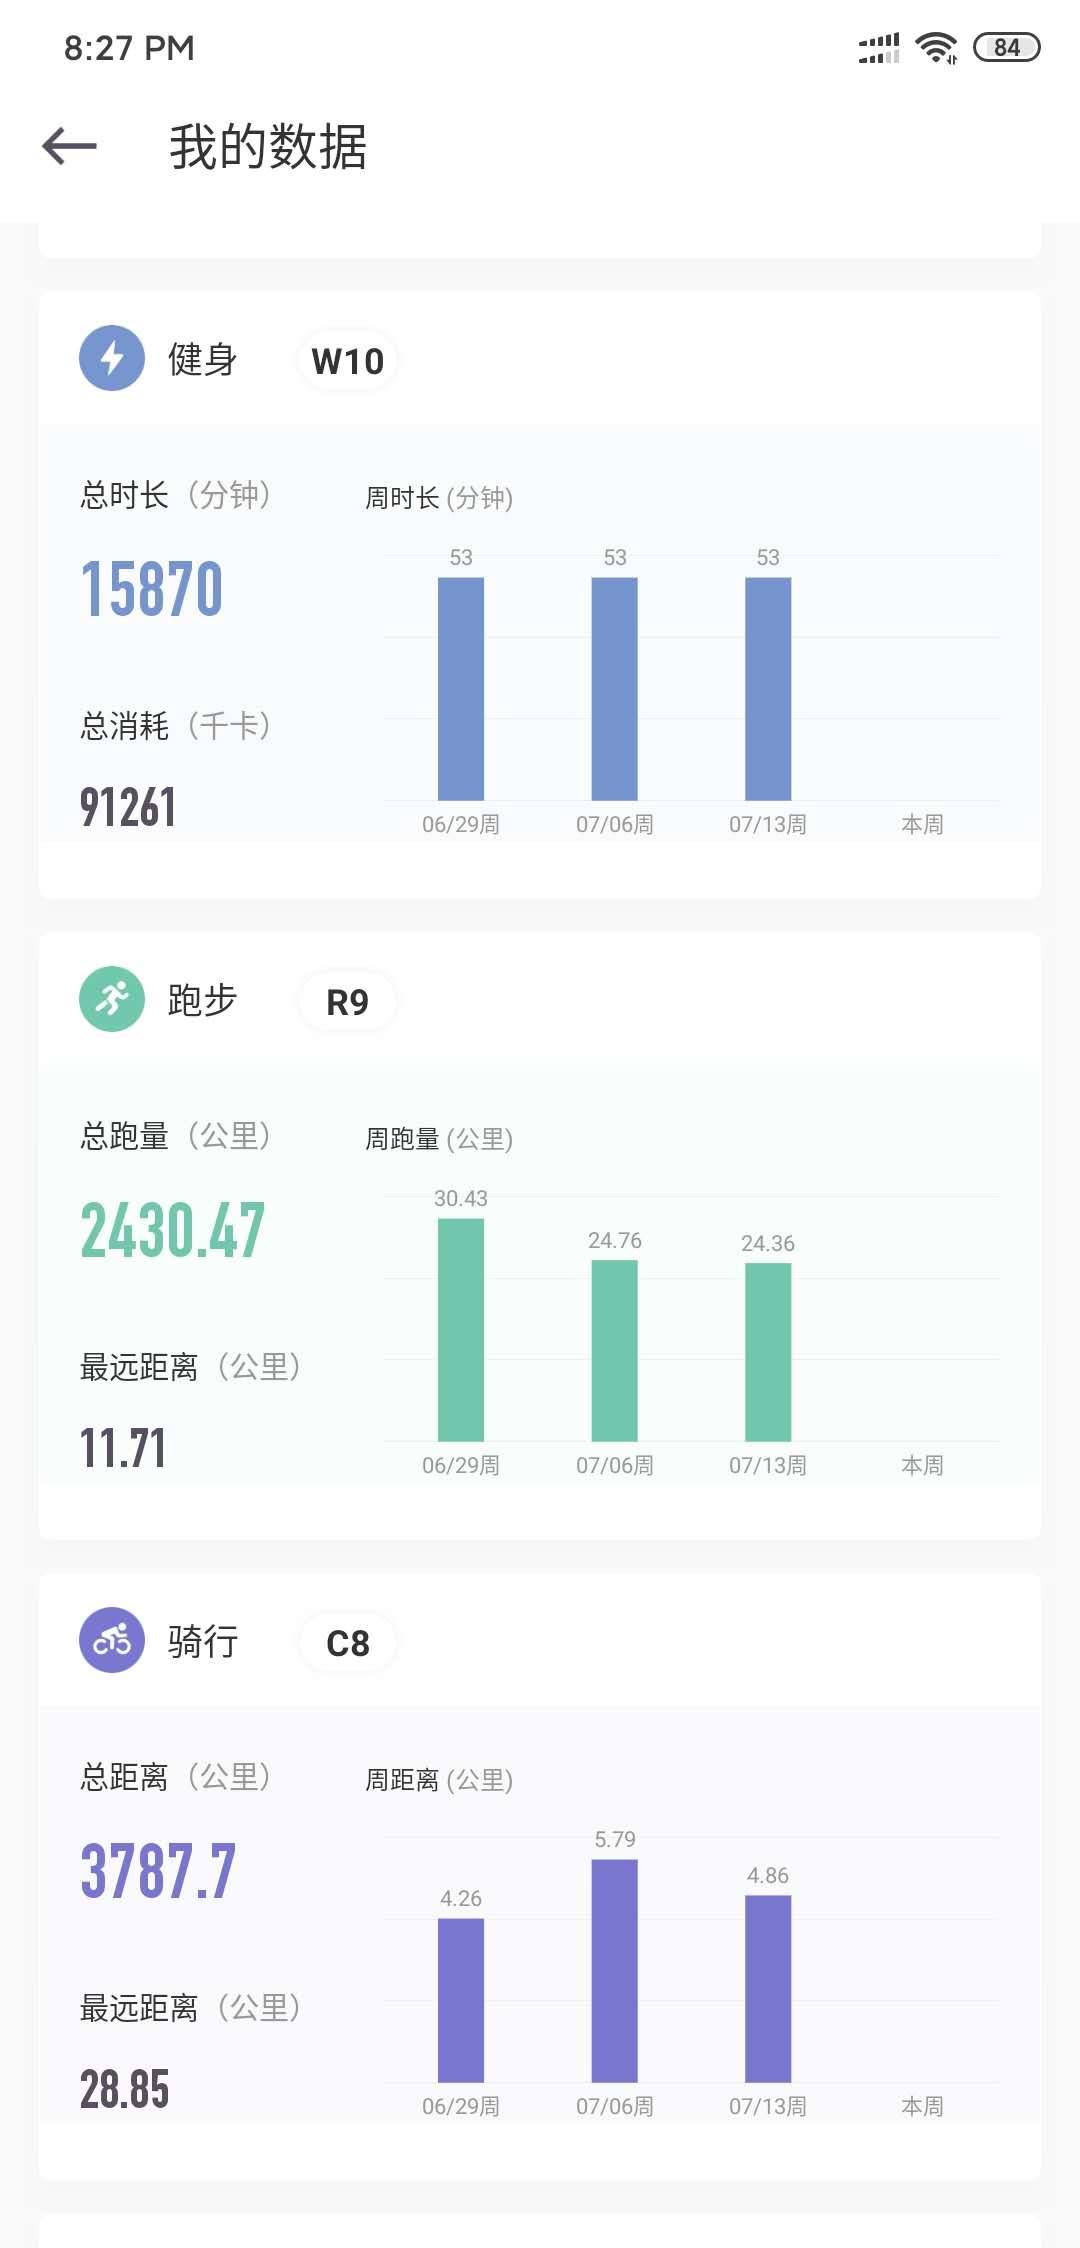 8:27 PM
84
我的数据
健身
W10
总时长（分钟）
周时长 (分钟)
15870
53
53
53
总消耗（千卡）
91261
06/29周
07/06周
07/13周
本周
跑步
R9
总跑量（公里）
周跑量 (公里)
2430.47
30.43
24.76
24.36
最远距离（公里）
11.71
06/29周
07/06周
07/13周
本周
骑行
C8
总距离（公里）
周距离 (公里)
3787.7
4.26
5.79
4.86
最远距离（公里）
28.85
06/29周
07/06周
07/13周
本周